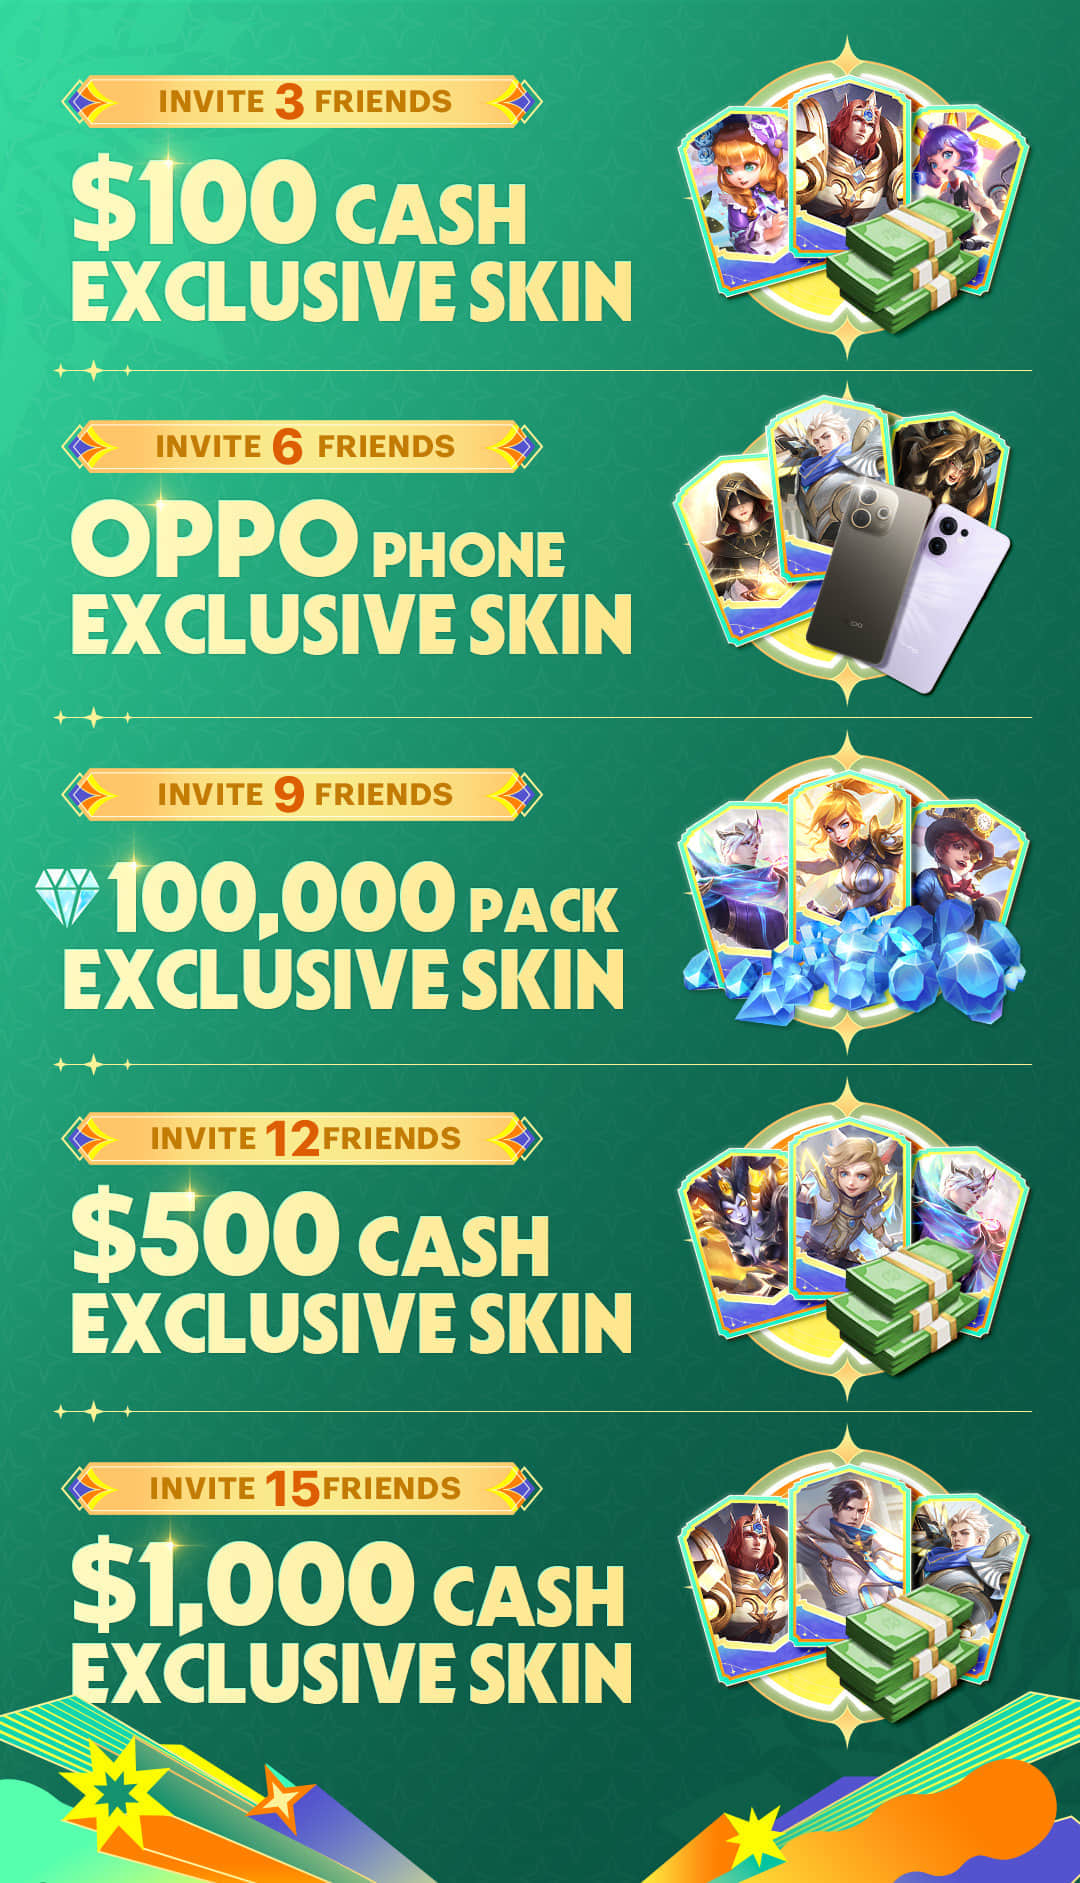 INVITE 3 FRIENDS
$100 CASH
EXCLUSIVE SKIN
INVITE 6 FRIENDS
OPPO PHONE
EXCLUSIVE SKIN
INVITE 9 FRIENDS
100,000 PACK
EXCLUSIVE SKIN
INVITE 12 FRIENDS
$500 CASH
EXCLUSIVE SKIN
INVITE 15 FRIENDS
$1,000 CASH
EXCLUSIVE SKIN